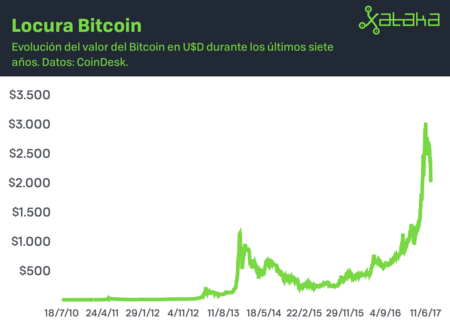 Locura Bitcoin
xataka
Evolución del valor del Bitcoin en U$D durante los últimos siete
años. Datos: CoinDesk.
$3.500
$3.000
$2.500
$2.000
$1.500
$1.000
$500
18/7/10 24/4/11 29/1/12 4/11/12 11/8/13 18/5/14 22/2/15 29/11/15 4/9/16 11/6/17